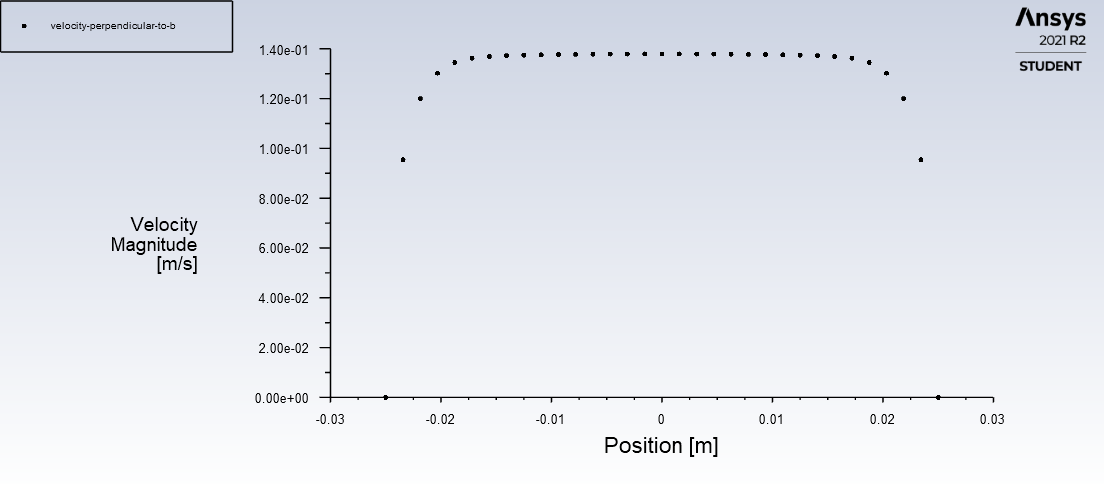 velocity-perpendicular-to-b
Ansys
2021 R2
STUDENT
1.40e-01
1.20e-01
1.00e-01
8.00e-02
6.00e-02
4.00e-02
2.00e-02
0.00e+00
Velocity
Magnitude
[m/s]
-0.03 -0.02 -0.01 0 0.01 0.02 0.03
Position [m]